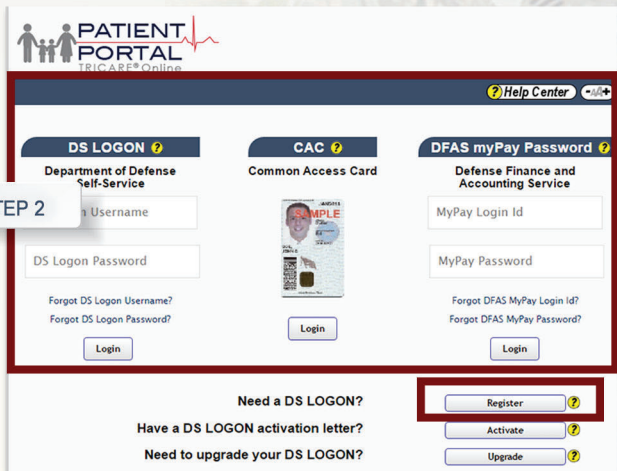 PATIENT
PORTAL
TRICARE® Online
? Help Center
-AA+
DS LOGON ?
Department of Defense
Self-Service
TEP 2
Username
DS Logon Password
Forgot DS Logon Username?
Forgot DS Logon Password?
Login
CAC ?
Common Access Card
SAMPLE
Login
DFAS myPay Password ?
Defense Finance and
Accounting Service
MyPay Login Id
MyPay Password
Forgot DFAS MyPay Login Id?
Forgot DFAS MyPay Password?
Login
Need a DS LOGON? Register ?
Have a DS LOGON activation letter? Activate ?
Need to upgrade your DS LOGON? Upgrade ?